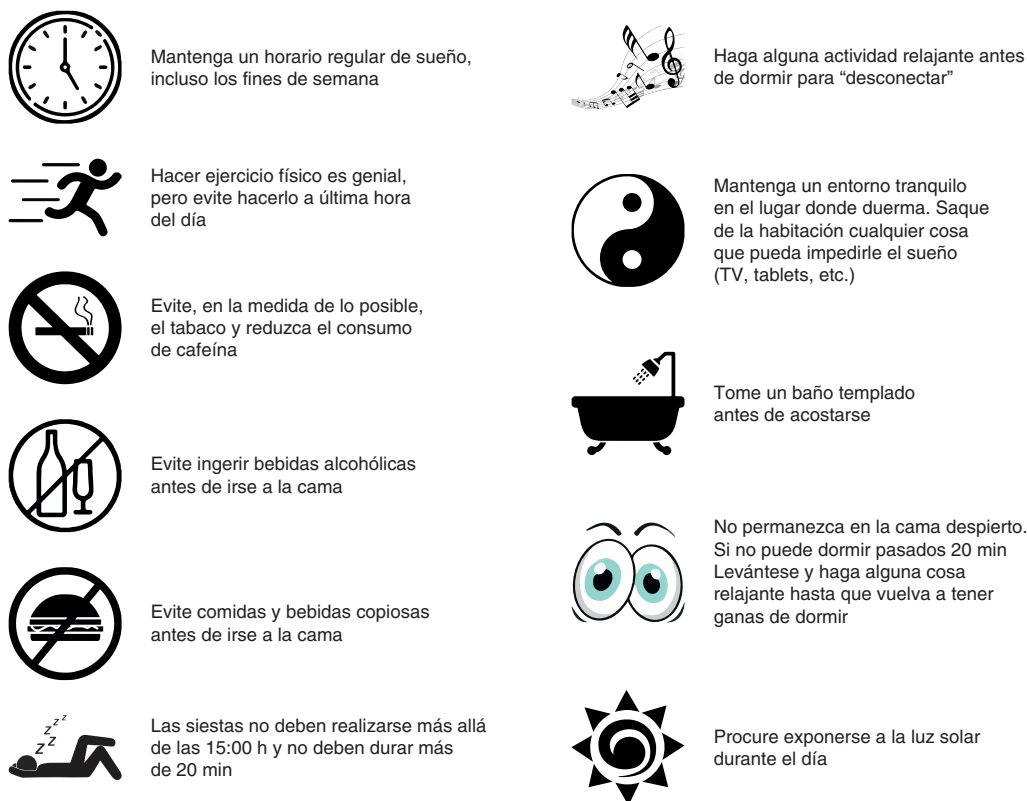 Mantenga un horario regular de sueño,
incluso los fines de semana
Hacer ejercicio físico es genial,
pero evite hacerlo a última hora
del día
Evite, en la medida de lo posible,
el tabaco y reduzca el consumo
de cafeína
Evite ingerir bebidas alcohólicas
antes de irse a la cama
Evite comidas y bebidas copiosas
antes de irse a la cama
z z z z
Las siestas no deben realizarse más allá
de las 15:00 h y no deben durar más
de 20 min
Haga alguna actividad relajante antes
de dormir para “desconectar”
Mantenga un entorno tranquilo
en el lugar donde duerma. Saque
de la habitación cualquier cosa
que pueda impedirle el sueño
(TV, tablets, etc.)
Tome un baño templado
antes de acostarse
No permanezca en la cama despierto.
Si no puede dormir pasados 20 min
Levántese y haga alguna cosa
relajante hasta que vuelva a tener
ganas de dormir
Procure exponerse a la luz solar
durante el día